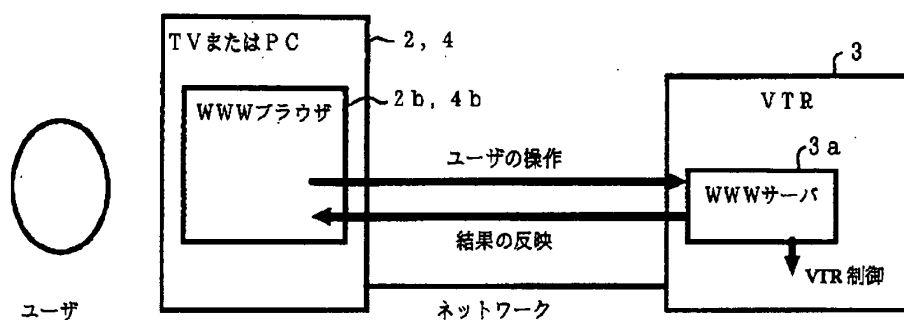 TVまたはPC
2, 4
3
VTR
WWWブラウザ
2b, 4b
ユーザの操作
3a
WWWサーバ
結果の反映
VTR制御
ユーザ
ネットワーク